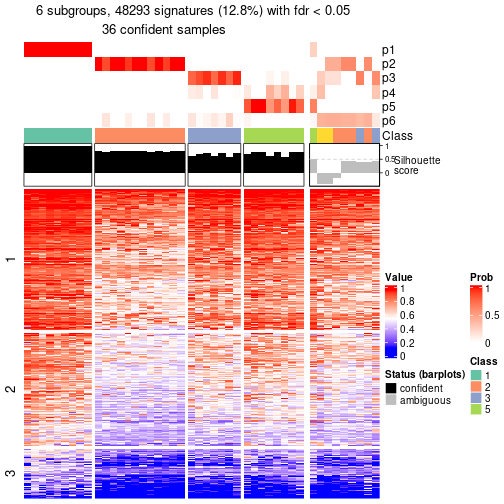 6 subgroups, 48293 signatures (12.8%) with fdr < 0.05
36 confident samples
p1
p2
p3
p4
p5
p6
Class
1
0.5
0
Silhouette
score
1
2
3
Value
1
0.8
0.6
0.4
0.2
0
Prob
1
0.5
0
Status (barplots)
confident
ambiguous
Class
1
2
3
5